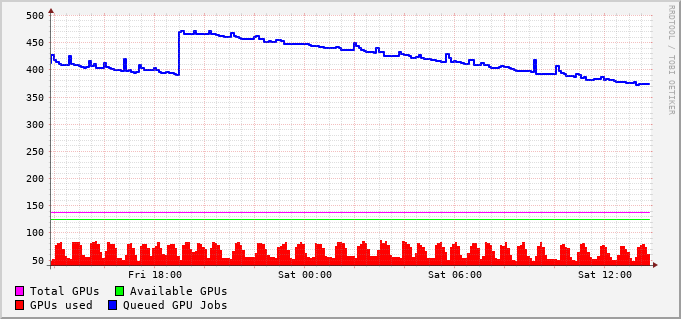 500
450
400
350
300
250
200
150
100
50
Fri 18:00 Sat 00:00 Sat 06:00 Sat 12:00
Total GPUs Available GPUs
GPUs used Queued GPU Jobs
RRDTOOL / TOBI OETIKER